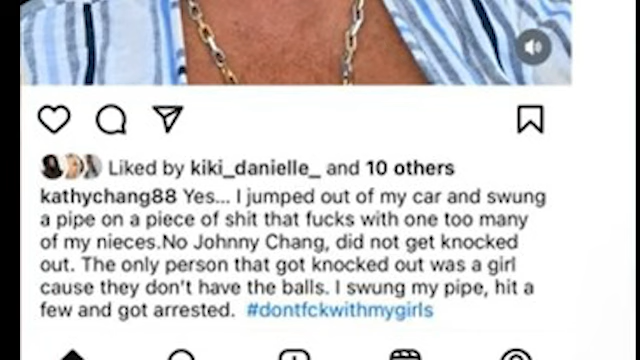 Liked by kiki_danielle_ and 10 others
kathychang88 Yes... I jumped out of my car and swung
a pipe on a piece of shit that fucks with one too many
of my nieces.No Johnny Chang, did not get knocked
out. The only person that got knocked out was a girl
cause they don't have the balls. I swung my pipe, hit a
few and got arrested. #dontfckwithmygirls